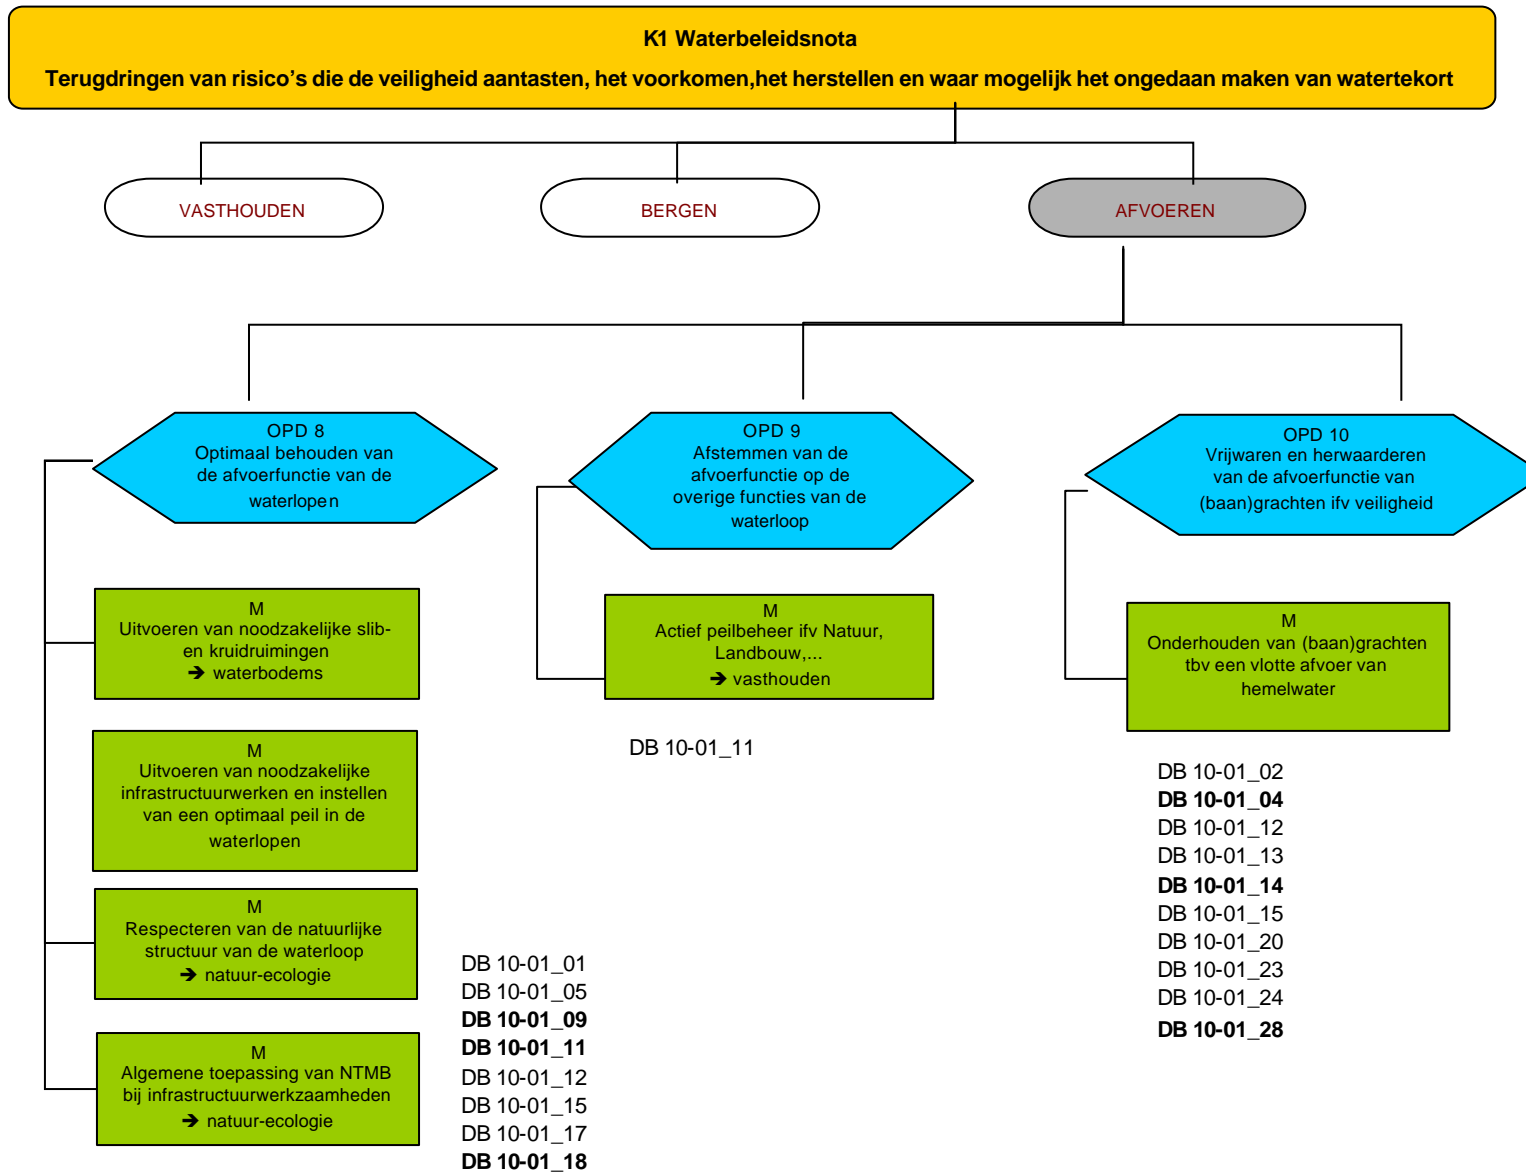 K1 Waterbeleidsnota
Terugdringen van risico's die de veiligheid aantasten, het voorkomen,het herstellen en waar mogelijk het ongedaan maken van watertekort
VASTHOUDEN
BERGEN
AFVOEREN
OPD 8
Optimaal behouden van
de afvoerfunctie van de
waterlopen
OPD 9
Afstemmen van de
afvoerfunctie op de
overige functies van de
waterloop
OPD 10
Vrijwaren en herwaarderen
van de afvoerfunctie van
(baan)grachten ifv veiligheid
M
Uitvoeren van noodzakelijke slib-
en kruidruimingen
➔ waterbodems
M
Uitvoeren van noodzakelijke
infrastructuurwerken en instellen
van een optimaal peil in de
waterlopen
M
Respecteren van de natuurlijke
structuur van de waterloop
➔ natuur-ecologie
M
Algemene toepassing van NTMB
bij infrastructuurwerkzaamheden
➔ natuur-ecologie
DB 10-01_01
DB 10-01_05
DB 10-01_09
DB 10-01_11
DB 10-01_12
DB 10-01_15
DB 10-01_17
DB 10-01_18
M
Actief peilbeheer ifv Natuur,
Landbouw,...
➔ vasthouden
DB 10-01_11
M
Onderhouden van (baan)grachten
tbv een vlotte afvoer van
hemelwater
DB 10-01_02
DB 10-01_04
DB 10-01_12
DB 10-01_13
DB 10-01_14
DB 10-01_15
DB 10-01_20
DB 10-01_23
DB 10-01_24
DB 10-01_28